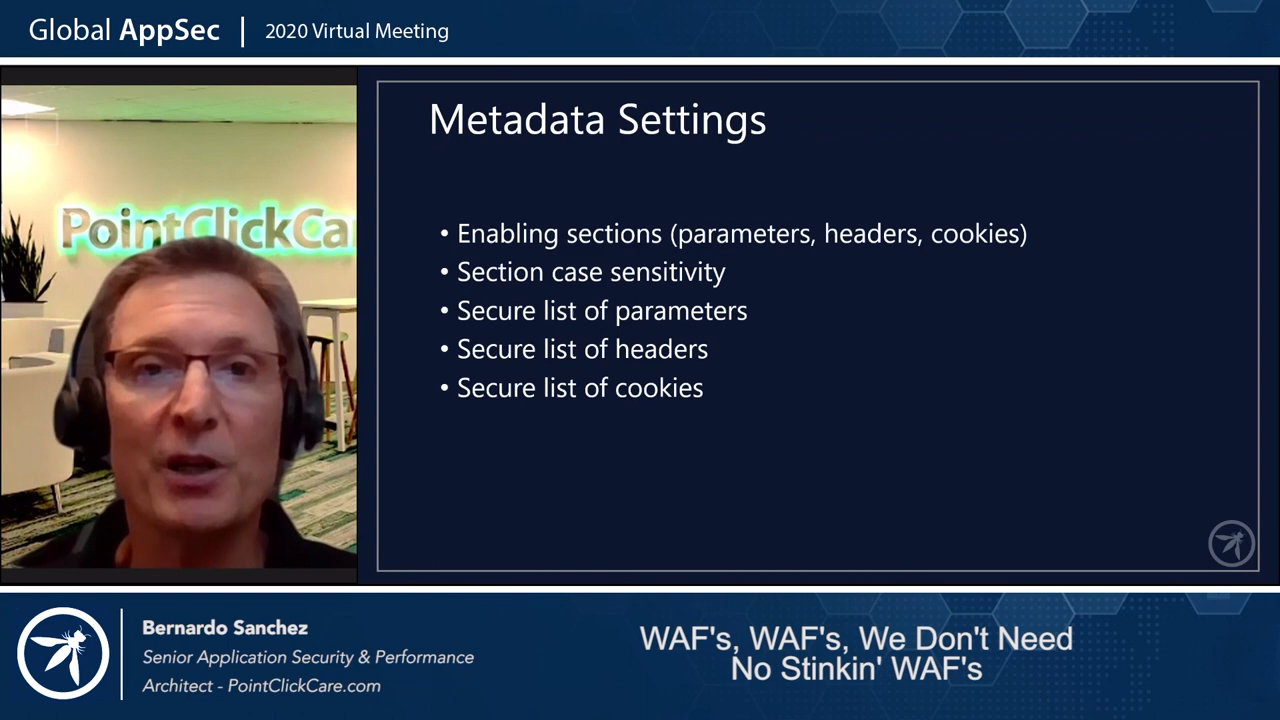 Global AppSec | 2020 Virtual Meeting
PointClickCa
Metadata Settings
• Enabling sections (parameters, headers, cookies)
• Section case sensitivity
• Secure list of parameters
• Secure list of headers
• Secure list of cookies
Bernardo Sanchez
Senior Application Security & Performance
Architect - PointClickCare.com
WAF's, WAF's, We Don't Need
No Stinkin' WAF's